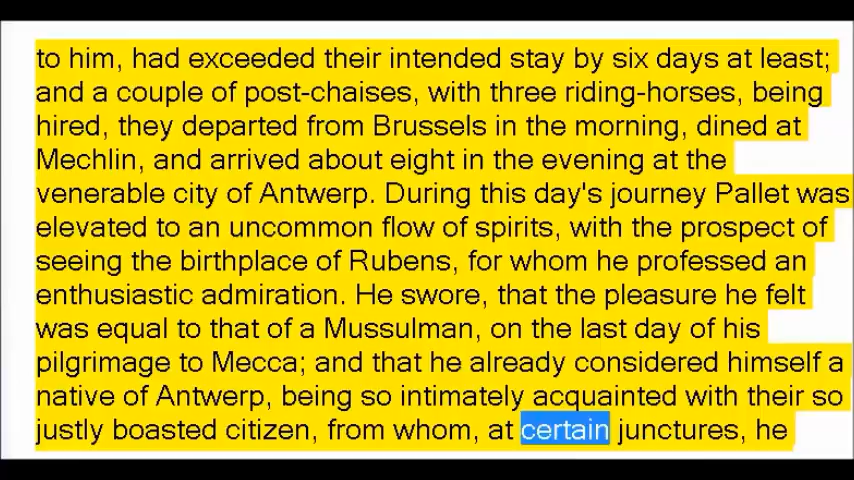 to him, had exceeded their intended stay by six days at least;
and a couple of post-chaises, with three riding-horses, being
hired, they departed from Brussels in the morning, dined at
Mechlin, and arrived about eight in the evening at the
venerable city of Antwerp. During this day's journey Pallet was
elevated to an uncommon flow of spirits, with the prospect of
seeing the birthplace of Rubens, for whom he professed an
enthusiastic admiration. He swore, that the pleasure he felt
was equal to that of a Mussulman, on the last day of his
pilgrimage to Mecca; and that he already considered himself a
native of Antwerp, being so intimately acquainted with their so
justly boasted citizen, from whom, at certain junctures, he